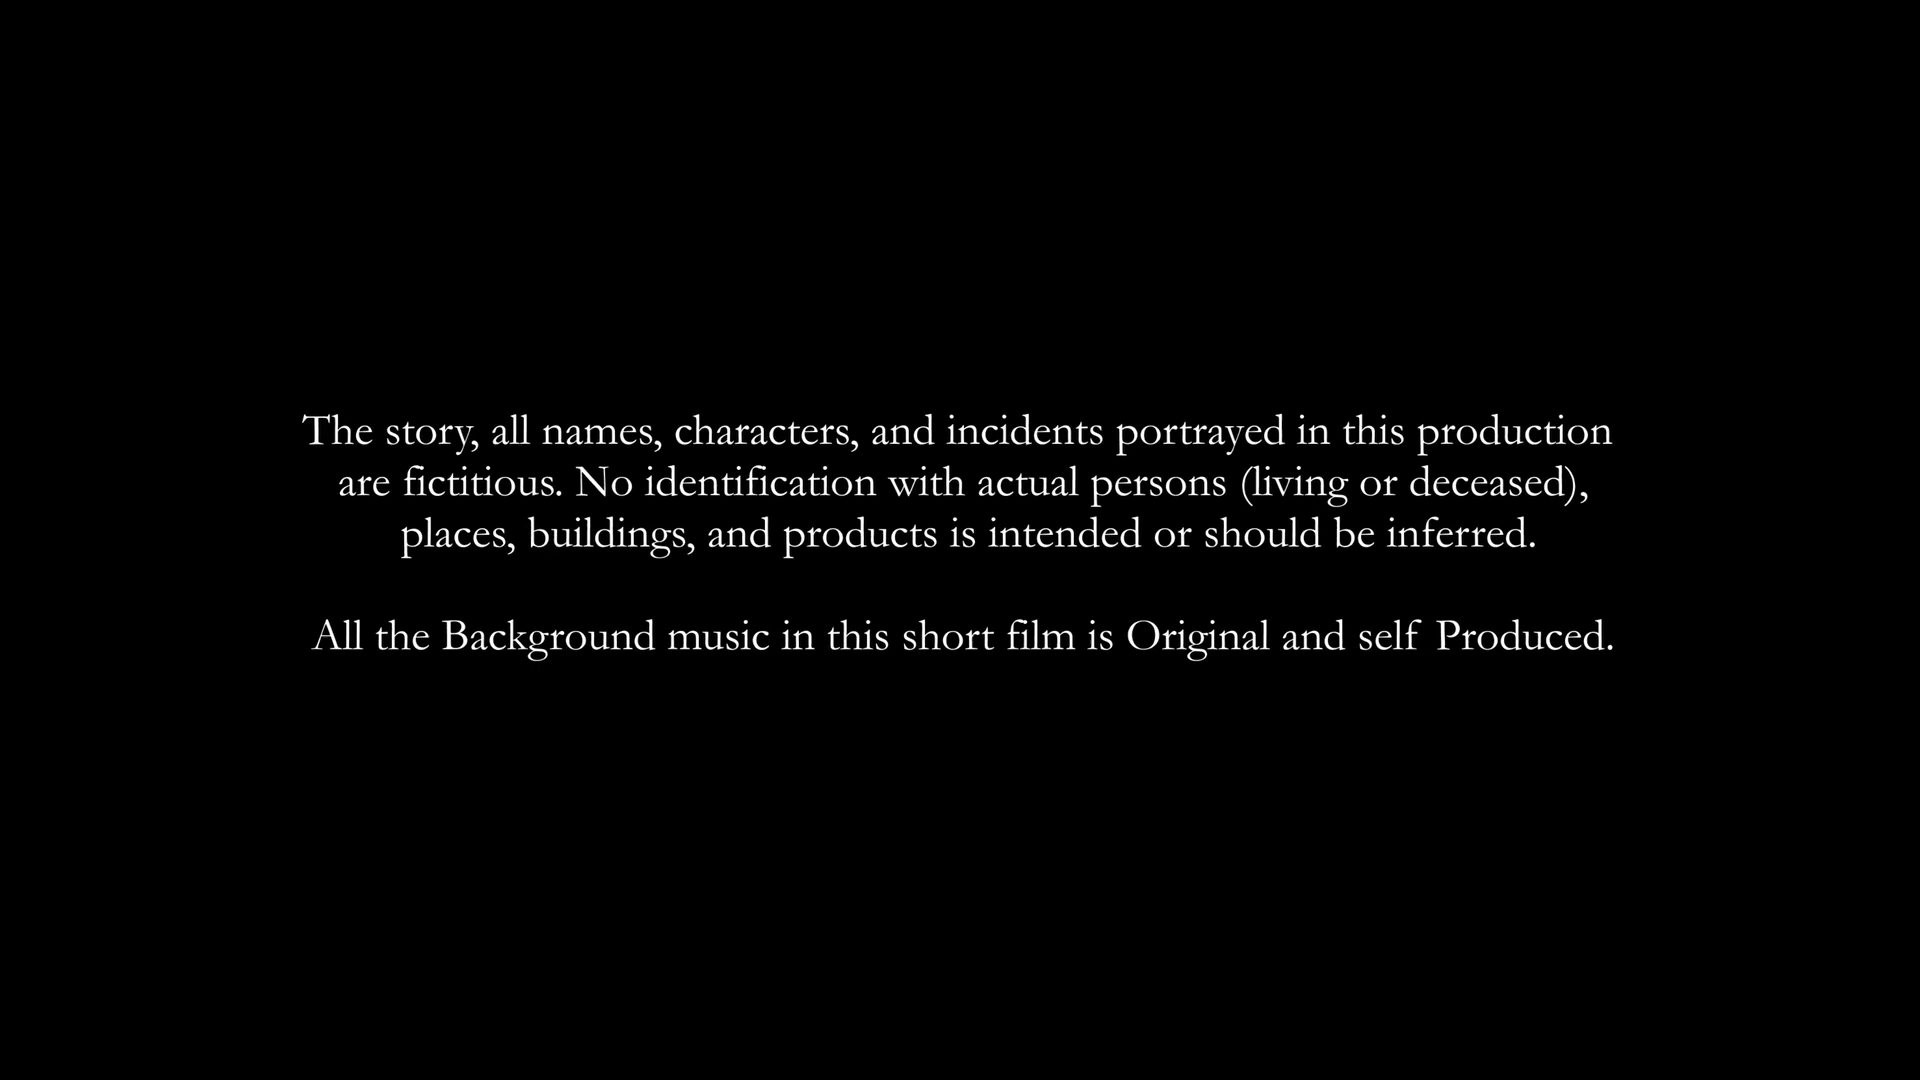 The story, all names, characters, and incidents portrayed in this production
are fictitious. No identification with actual persons (living or deceased),
places, buildings, and products is intended or should be inferred.
All the Background music in this short film is Original and self Produced.